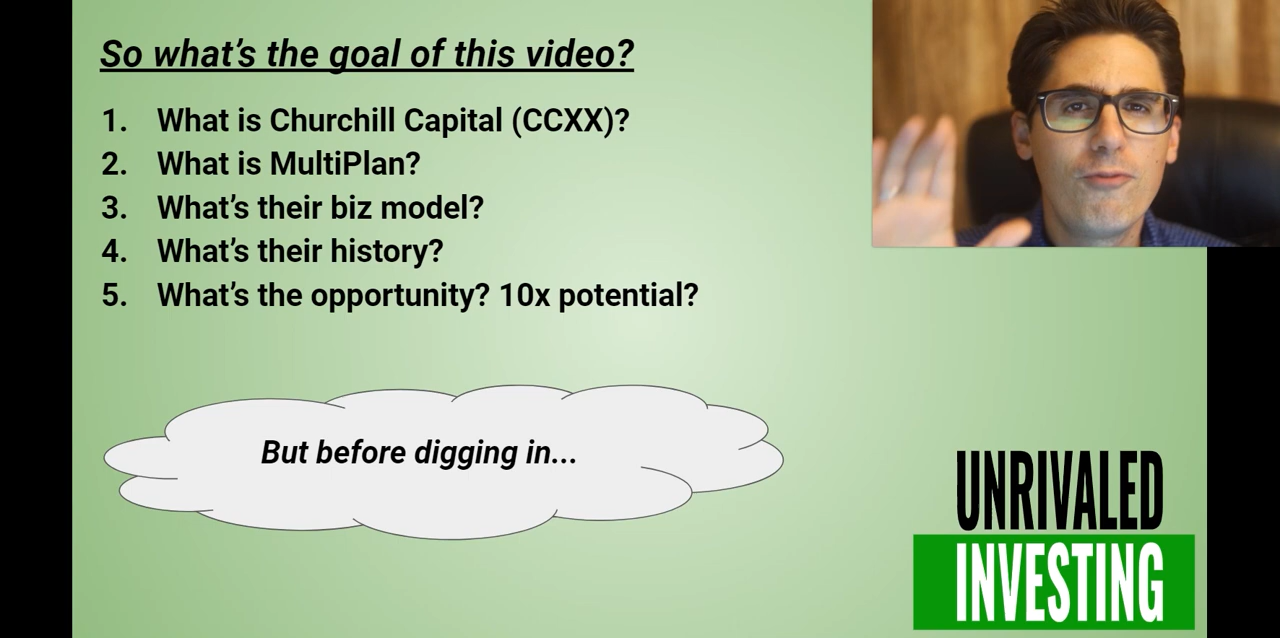 So what's the goal of this video?
1. What is Churchill Capital (CCXX)?
2. What is MultiPlan?
3. What's their biz model?
4. What's their history?
5. What's the opportunity? 10x potential?
But before digging in...
UNRIVALED
INVESTING